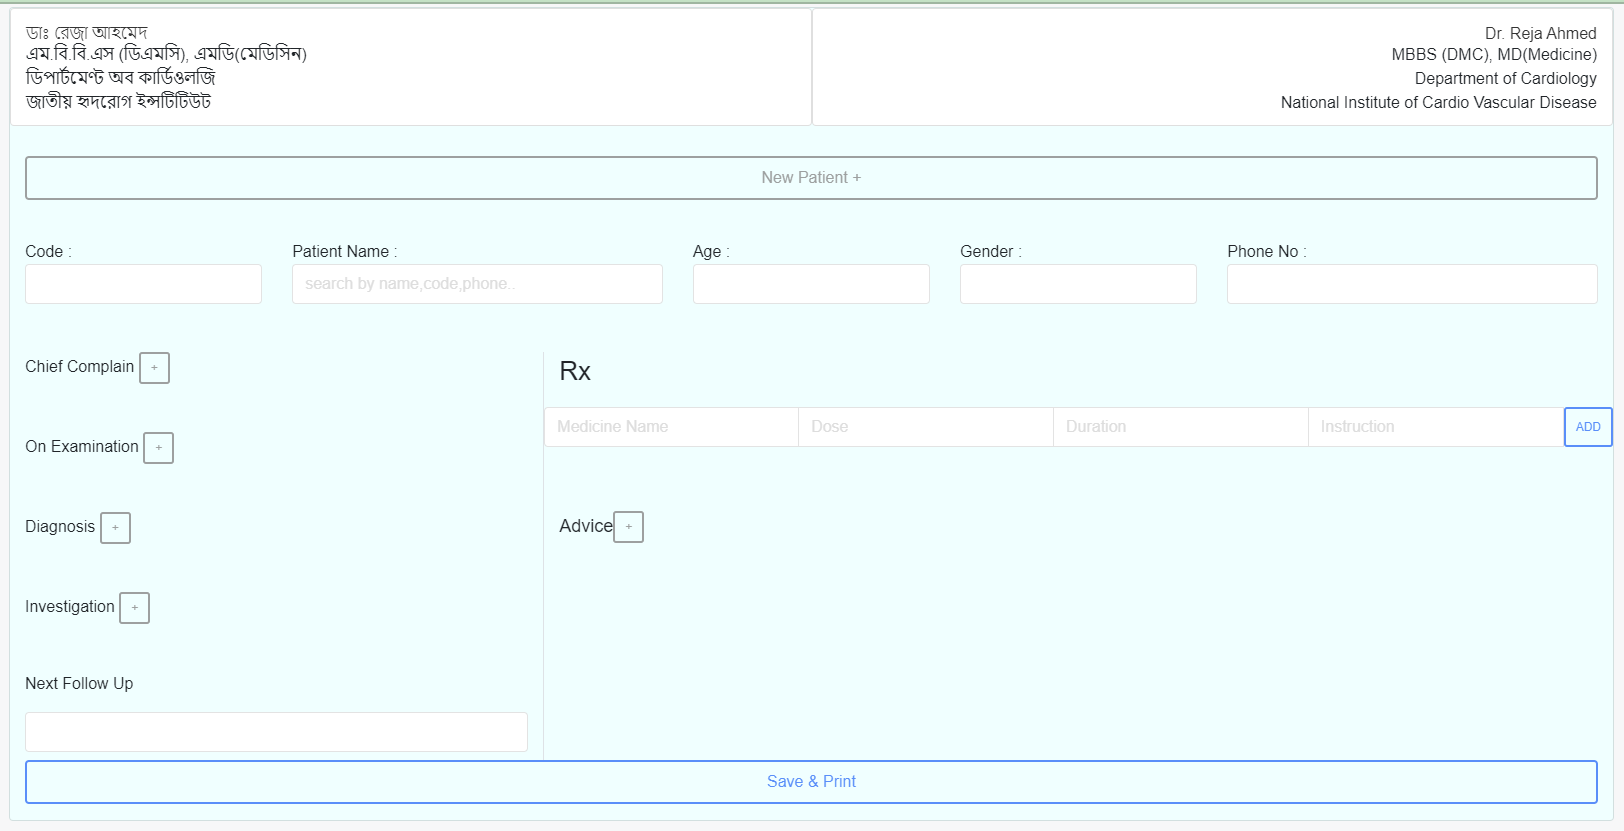 ডাঃ রেজা আহমেদ
এম.বি.বি.এস (ডিএমসি), এমডি(মেডিসিন)
ডিপার্টমেণ্ট অব কার্ডিওলজি
জাতীয় হৃদরোগ ইন্সটিটিউট
Dr. Reja Ahmed
MBBS (DMC), MD(Medicine)
Department of Cardiology
National Institute of Cardio Vascular Disease
New Patient +
Code :
Patient Name :
Age :
Gender :
Phone No :
search by name,code,phone..
Chief Complain +
On Examination +
Diagnosis +
Investigation +
Next Follow Up
Rx
Medicine Name
Dose
Duration
Instruction
ADD
Advice +
Save & Print